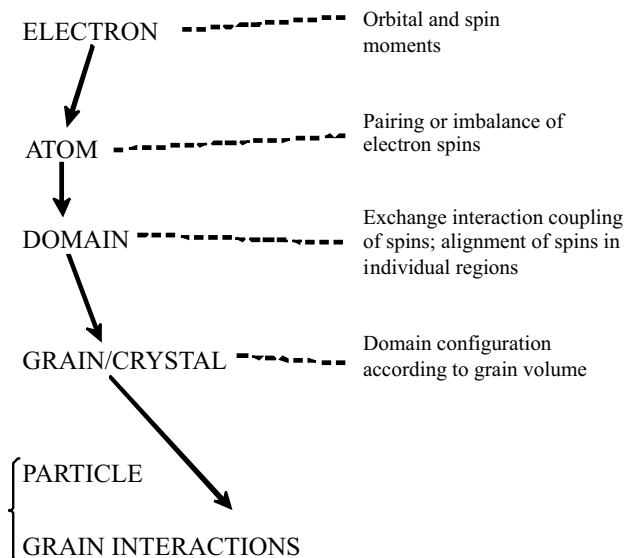 ELECTRON
Orbital and spin
moments
ATOM
Pairing or imbalance of
electron spins
DOMAIN
Exchange interaction coupling
of spins; alignment of spins in
individual regions
GRAIN/CRYSTAL
Domain configuration
according to grain volume
PARTICLE
GRAIN INTERACTIONS